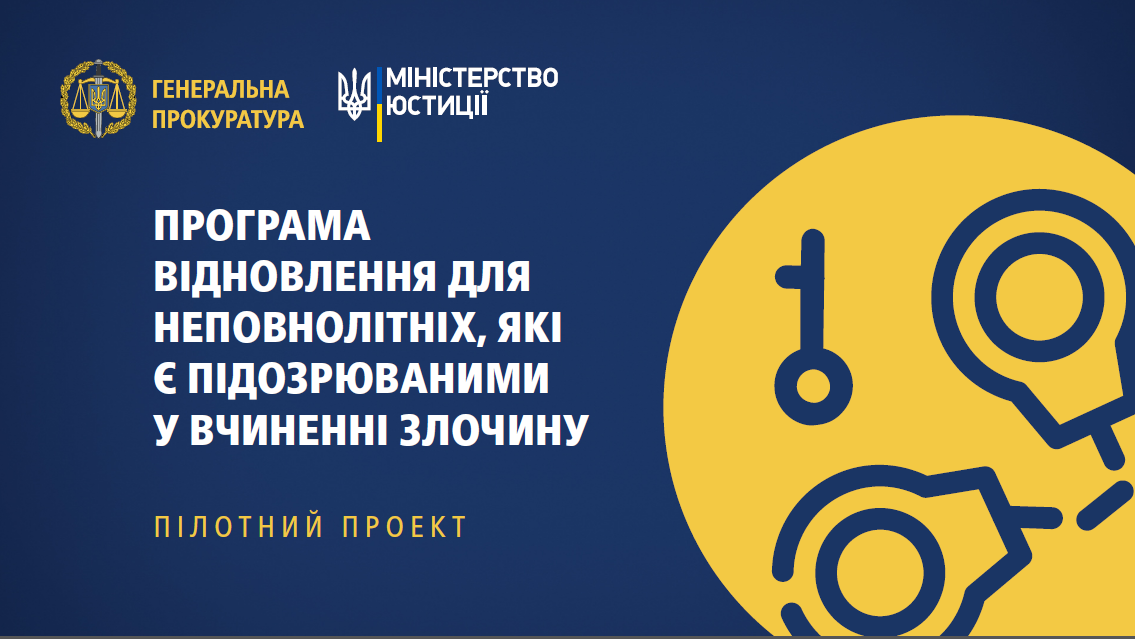 ГЕНЕРАЛЬНА
ПРОКУРАТУРА
МІНІСТЕРСТВО
ЮСТИЦІЇ
ПРОГРАМА
ВІДНОВЛЕННЯ ДЛЯ
НЕПОВНОЛІТНІХ, ЯКІ
Є ПІДОЗРЮВАНИМИ
У ВЧИНЕННІ ЗЛОЧИНУ
ПІЛОТНИЙ ПРОЕКТ